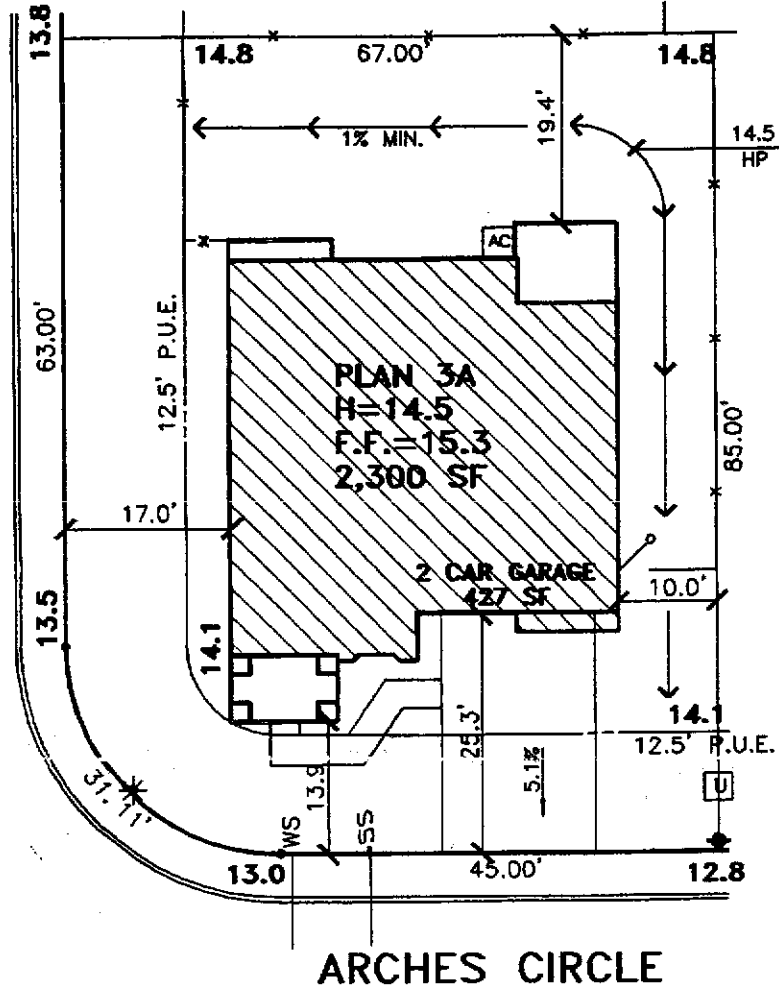 13.8
14.8
67.00'
14.8
1% MIN.
19.4'
14.5
HP
AC
63.00'
12.5' P.U.E.
PLAN 3A
H=14.5
F.F.=15.3
2,300 SF
85.00'
17.0'
2 CAR GARAGE
427 SF
10.0'
13.5
14.1
14.1
12.5' P.U.E.
25.3'
5.1%
U
31.11'
13.9
WS
SS
13.0
45.00'
12.8
ARCHES CIRCLE